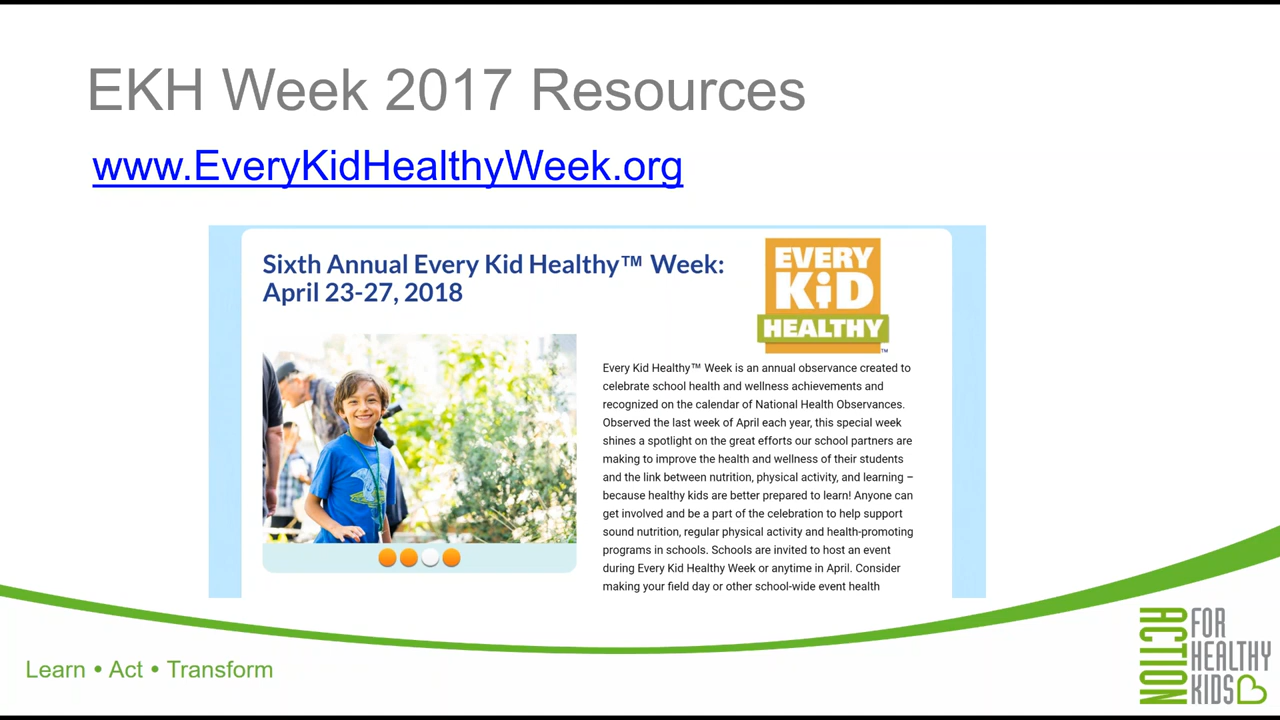 EKH Week 2017 Resources
www.EveryKidHealthyWeek.org
Sixth Annual Every Kid Healthy™ Week:
April 23-27, 2018
EVERY
KiD
HEALTHY
™
Every Kid Healthy™ Week is an annual observance created to
celebrate school health and wellness achievements and
recognized on the calendar of National Health Observances.
Observed the last week of April each year, this special week
shines a spotlight on the great efforts our school partners are
making to improve the health and wellness of their students
and the link between nutrition, physical activity, and learning –
because healthy kids are better prepared to learn! Anyone can
get involved and be a part of the celebration to help support
sound nutrition, regular physical activity and health-promoting
programs in schools. Schools are invited to host an event
during Every Kid Healthy Week or anytime in April. Consider
making your field day or other school-wide event health
Learn • Act • Transform
ACTION
FOR
HEALTHY
KIDS